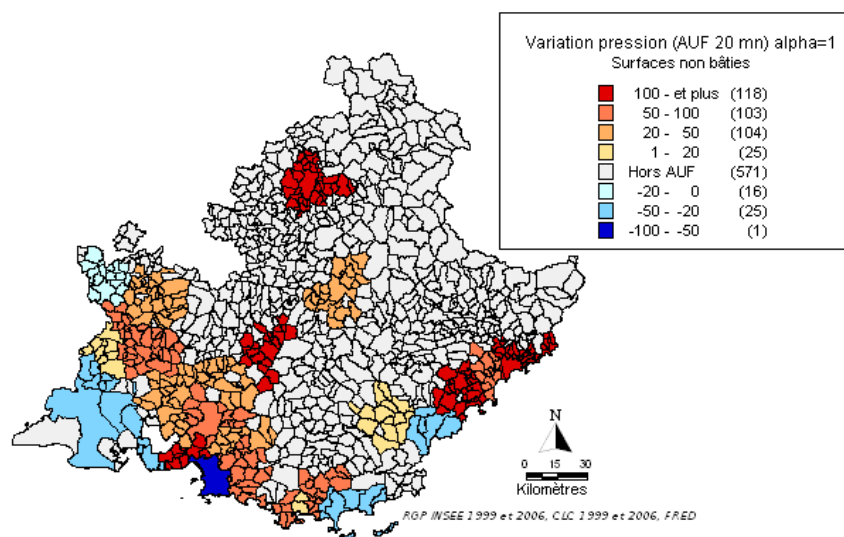 Variation pression (AUF 20 mn) alpha=1
Surfaces non bâties
100 - et plus (118)
50 - 100 (103)
20 - 50 (104)
1 - 20 (25)
Hors AUF (571)
-20 - 0 (16)
-50 - -20 (25)
-100 - -50 (1)
N
0 15 30
Kilomètres
RGP INSEE 1999 et 2006, CLC 1999 et 2006, FRED